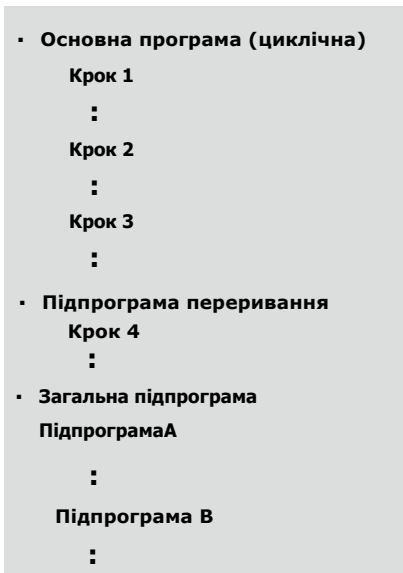 ▪ Основна програма (циклічна)
Крок 1
:
Крок 2
:
Крок 3
:
▪ Підпрограма переривання
Крок 4
:
▪ Загальна підпрограма
ПідпрограмаА
:
Підпрограма В
: